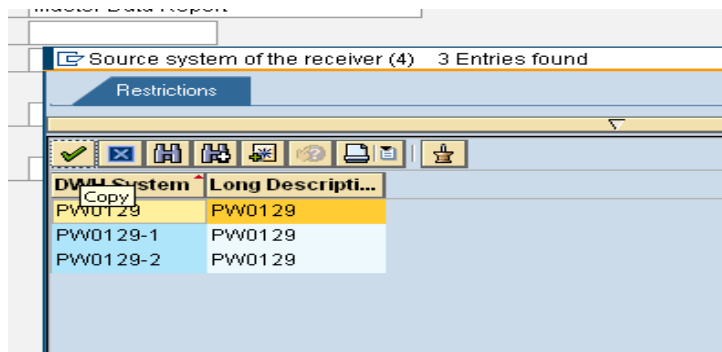 Master Data Report
Source system of the receiver (4) 3 Entries found
Restrictions
DWH System Long Descripti...
Copy
PW0129 PW0129
PW0129-1 PW0129
PW0129-2 PW0129